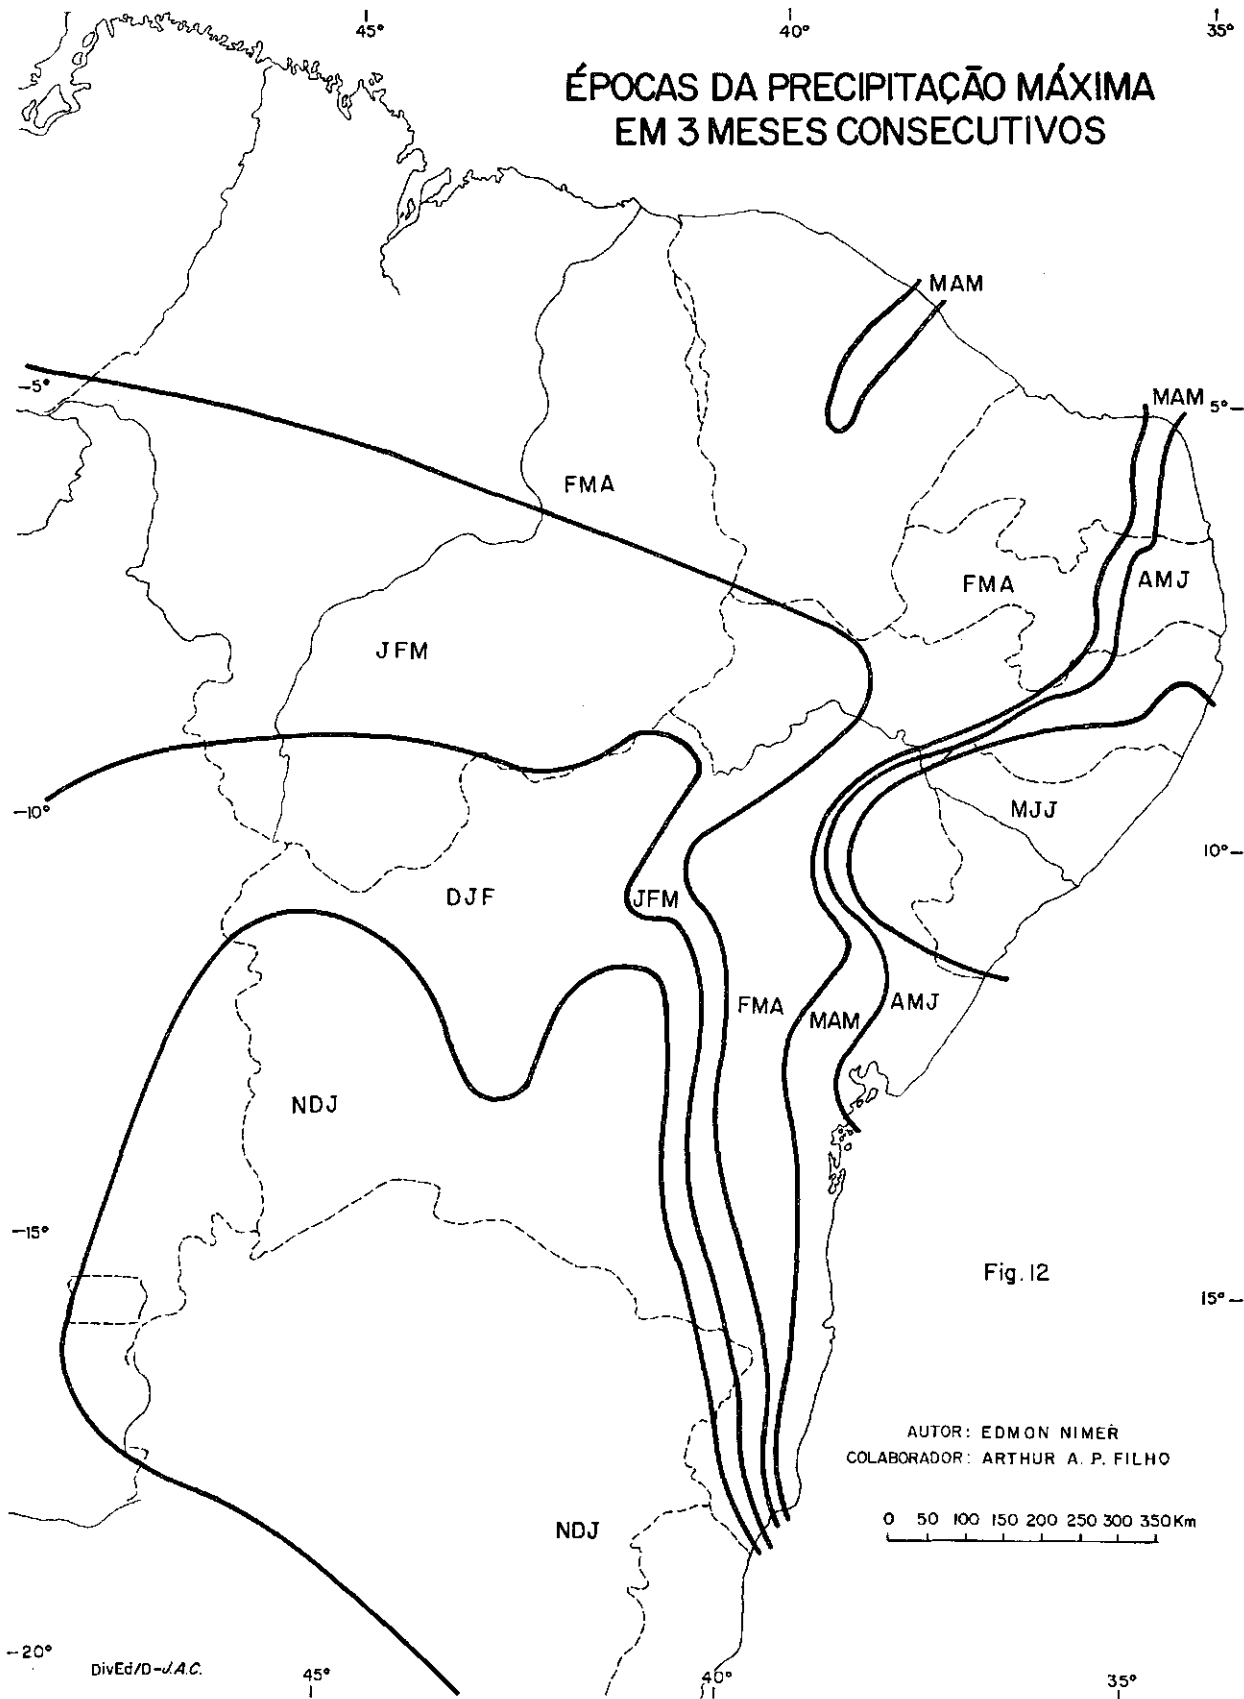 45° 40° 35°
ÉPOCAS DA PRECIPITAÇÃO MÁXIMA
EM 3 MESES CONSECUTIVOS
MAM
-5°
MAM 5°-
FMA
FMA
AMJ
JFM
-10°
MJJ
10°-
DJF
JFM
FMA
MAM
AMJ
NDJ
-15°
Fig. 12
15°-
AUTOR: EDMON NIMER
COLABORADOR: ARTHUR A. P. FILHO
0 50 100 150 200 250 300 350Km
NDJ
-20°
DivEd/D-J.A.C.
45° 40° 35°